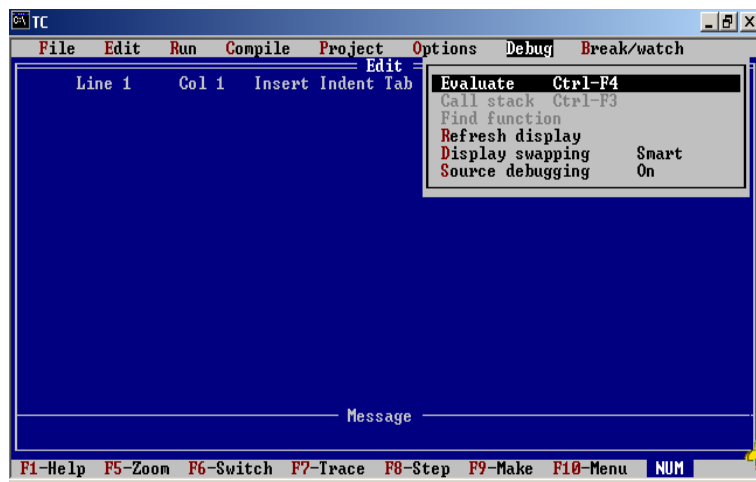 TC
File Edit Run Compile Project Options Debug Break/watch
Edit
Line 1 Col 1 Insert Indent Tab
Evaluate Ctrl-F4
Call stack Ctrl-F3
Find function
Refresh display
Display swapping Smart
Source debugging On
Message
F1-Help F5-Zoom F6-Switch F7-Trace F8-Step F9-Make F10-Menu NUM